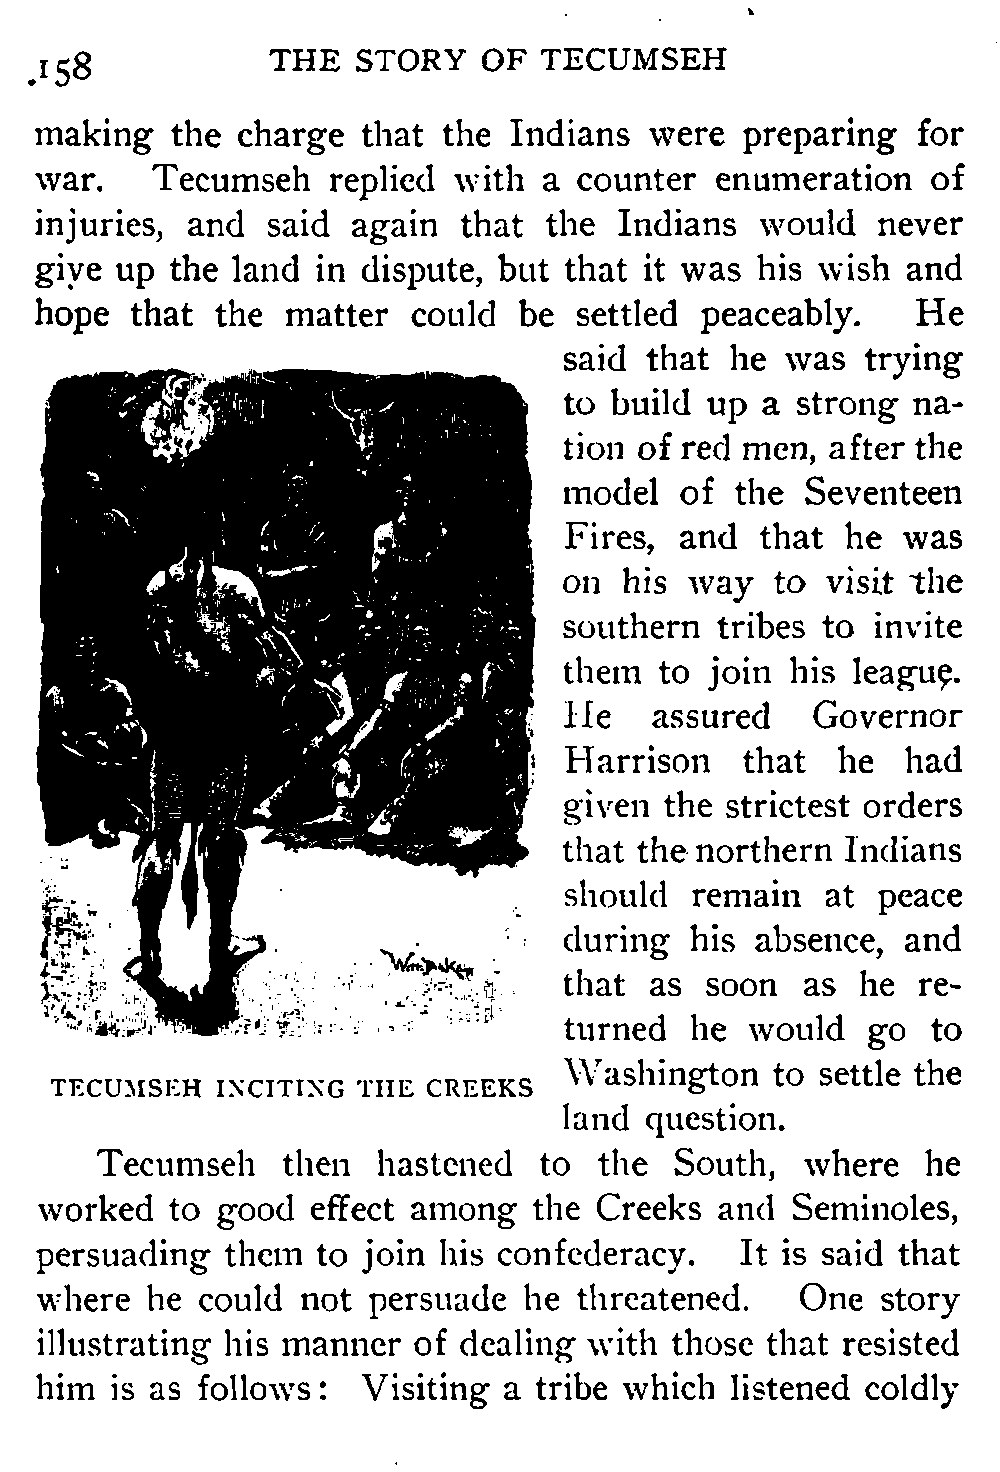 158 THE STORY OF TECUMSEH
making the charge that the Indians were preparing for
war. Tecumseh replied with a counter enumeration of
injuries, and said again that the Indians would never
give up the land in dispute, but that it was his wish and
hope that the matter could be settled peaceably. He
said that he was trying
to build up a strong na-
tion of red men, after the
model of the Seventeen
Fires, and that he was
on his way to visit the
southern tribes to invite
them to join his league.
He assured Governor
Harrison that he had
given the strictest orders
that the northern Indians
should remain at peace
during his absence, and
that as soon as he re-
turned he would go to
Washington to settle the
land question.
TECUMSEH INCITING THE CREEKS
Tecumseh then hastened to the South, where he
worked to good effect among the Creeks and Seminoles,
persuading them to join his confederacy. It is said that
where he could not persuade he threatened. One story
illustrating his manner of dealing with those that resisted
him is as follows: Visiting a tribe which listened coldly